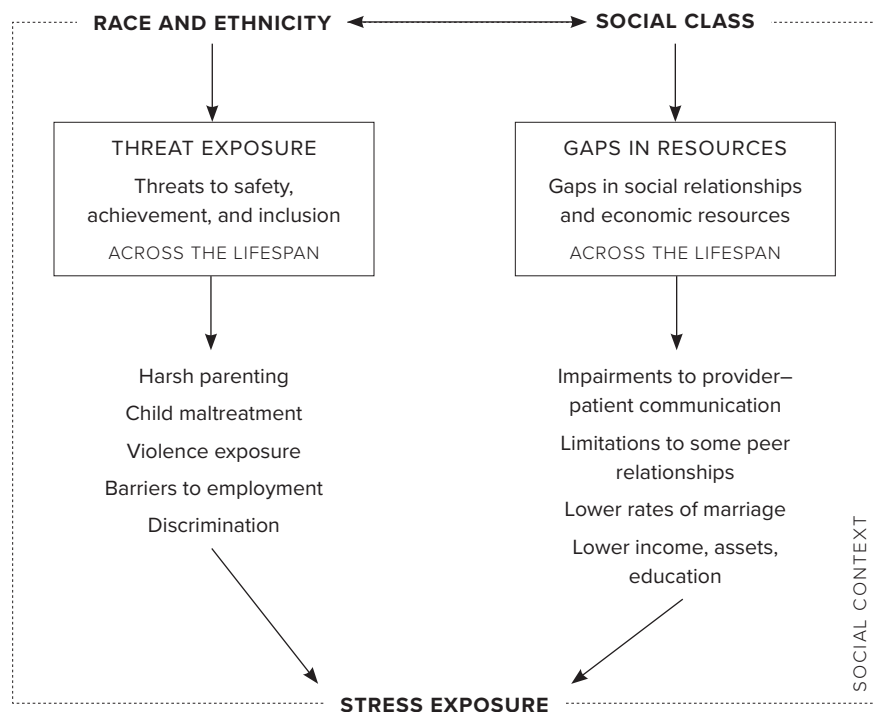 RACE AND ETHNICITY
SOCIAL CLASS
THREAT EXPOSURE
Threats to safety,
achievement, and inclusion
ACROSS THE LIFESPAN
GAPS IN RESOURCES
Gaps in social relationships
and economic resources
ACROSS THE LIFESPAN
Harsh parenting
Child maltreatment
Violence exposure
Barriers to employment
Discrimination
Impairments to provider–
patient communication
Limitations to some peer
relationships
Lower rates of marriage
Lower income, assets,
education
SOCIAL CONTEXT
STRESS EXPOSURE